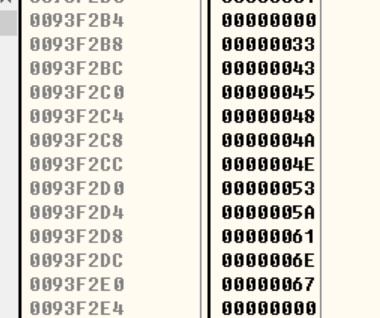 0093F2B4 00000000
0093F2B8 00000033
0093F2BC 00000043
0093F2C0 00000045
0093F2C4 00000048
0093F2C8 0000004A
0093F2CC 0000004E
0093F2D0 00000053
0093F2D4 0000005A
0093F2D8 00000061
0093F2DC 0000006E
0093F2E0 00000067
0093F2E4 00000000